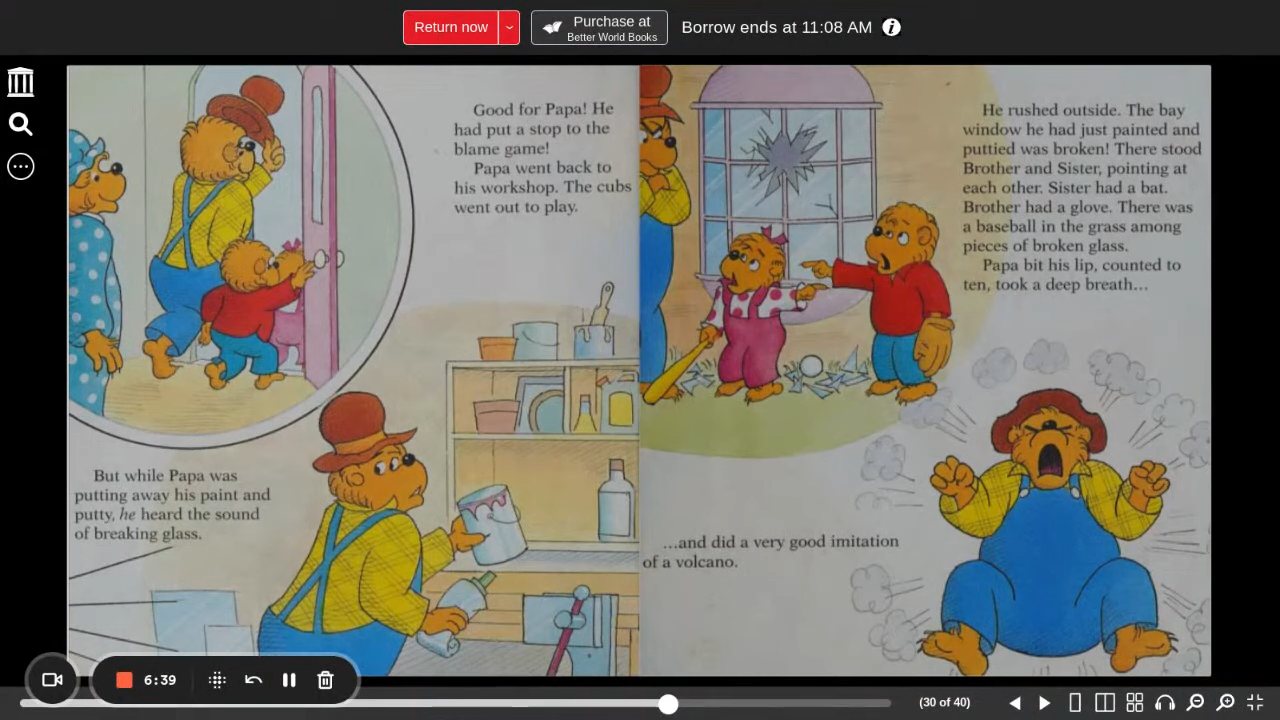 Return now
Purchase at
Better World Books
Borrow ends at 11:08 AM
Good for Papa! He
had put a stop to the
blame game!
Papa went back to
his workshop. The cubs
went out to play.
But while Papa was
putting away his paint and
putty, he heard the sound
of breaking glass.
He rushed outside. The bay
window he had just painted and
puttied was broken! There stood
Brother and Sister, pointing at
each other. Sister had a bat.
Brother had a glove. There was
a baseball in the grass among
pieces of broken glass.
Papa bit his lip, counted to
ten, took a deep breath...
...and did a very good imitation
of a volcano.
6:39
(30 of 40)